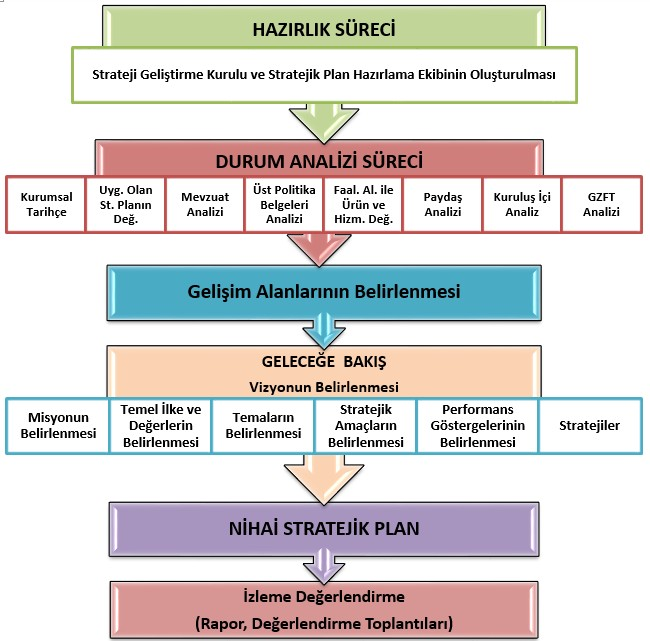 HAZIRLIK SÜRECİ
Strateji Geliştirme Kurulu ve Stratejik Plan Hazırlama Ekibinin Oluşturulması
DURUM ANALİZİ SÜRECİ
Kurumsal
Tarihçe
Uyg. Olan
St. Planın
Değ.
Mevzuat
Analizi
Üst Politika
Belgeleri
Analizi
Faal. Al. ile
Ürün ve
Hizm. Değ.
Paydaş
Analizi
Kuruluş İçi
Analiz
GZFT
Analizi
Gelişim Alanlarının Belirlenmesi
GELECEĞE BAKIŞ
Vizyonun Belirlenmesi
Misyonun
Belirlenmesi
Temel İlke ve
Değerlerin
Belirlenmesi
Temaların
Belirlenmesi
Stratejik
Amaçların
Belirlenmesi
Performans
Göstergelerinin
Belirlenmesi
Stratejiler
NİHAİ STRATEJİK PLAN
İzleme Değerlendirme
(Rapor, Değerlendirme Toplantıları)